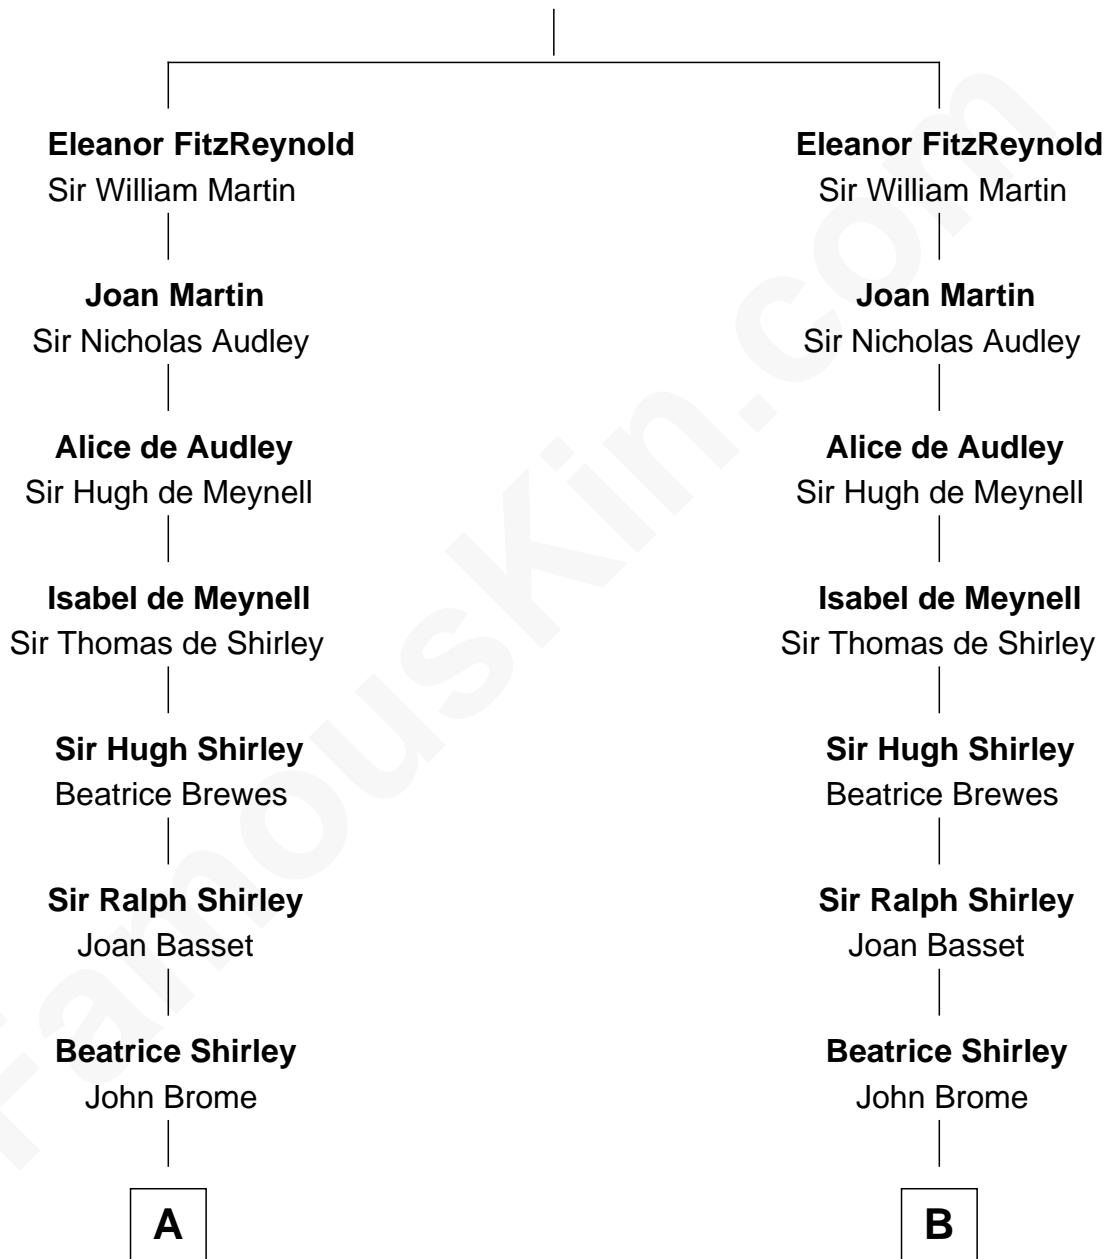 Eleanor FitzReynold
Sir William Martin
Joan Martin
Sir Nicholas Audley
Alice de Audley
Sir Hugh de Meynell
Isabel de Meynell
Sir Thomas de Shirley
Sir Hugh Shirley
Beatrice Brewes
Sir Ralph Shirley
Joan Basset
Beatrice Shirley
John Brome
A
Eleanor FitzReynold
Sir William Martin
Joan Martin
Sir Nicholas Audley
Alice de Audley
Sir Hugh de Meynell
Isabel de Meynell
Sir Thomas de Shirley
Sir Hugh Shirley
Beatrice Brewes
Sir Ralph Shirley
Joan Basset
Beatrice Shirley
John Brome
B
FamousKin.com